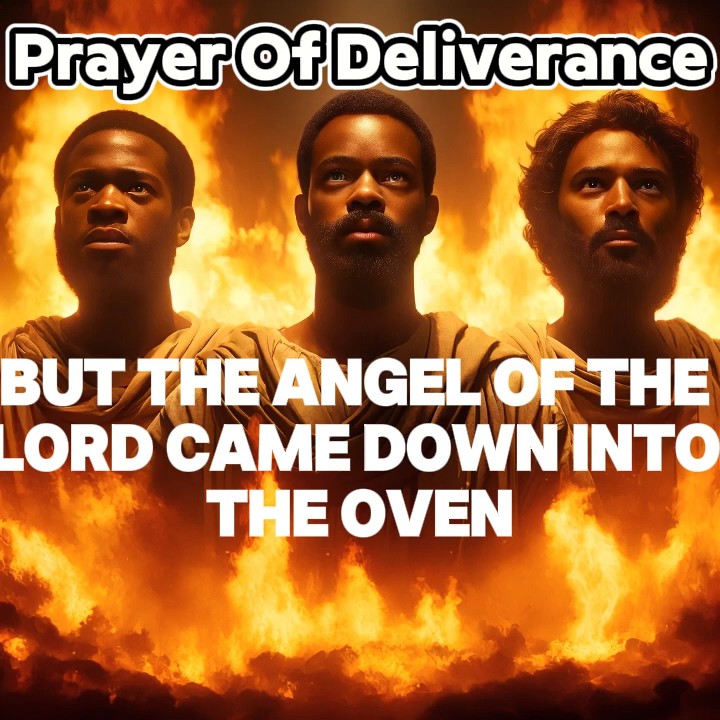 Prayer Of Deliverance
BUT THE ANGEL OF THE
LORD CAME DOWN INTO
THE OVEN